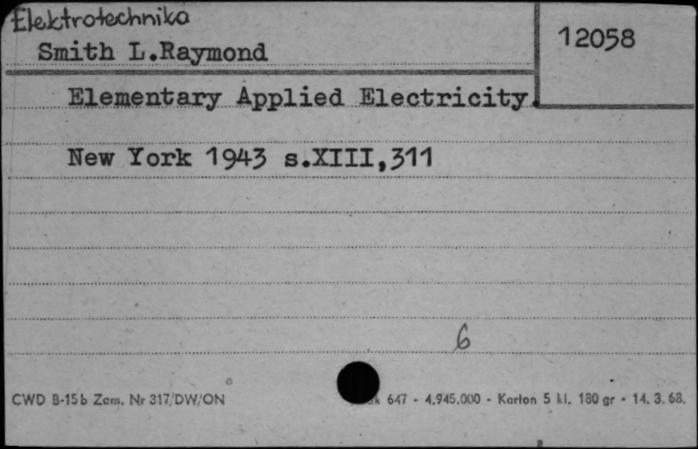 Elektrotechnika
Smith L.Raymond
12058
Elementary Applied Electricity.
New York 1943 s.XIII,311
6
CWD B-15b Zam. Nr 317/DW/ON
647 - 4.945.000 - Karton 5 kl. 180 gr - 14. 3. 68.